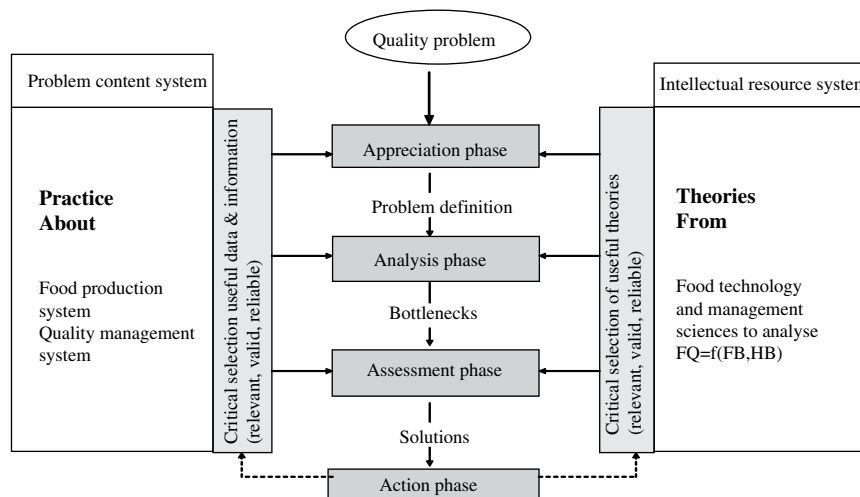 Quality problem
Problem content system
Intellectual resource system
Practice
About
Food production
system
Quality management
system
Critical selection useful data & information
(relevant, valid, reliable)
Appreciation phase
Problem definition
Analysis phase
Bottlenecks
Assessment phase
Solutions
Action phase
Critical selection of useful theories
(relevant, valid, reliable)
Theories
From
Food technology
and management
sciences to analyse
FQ=f(FB,HB)